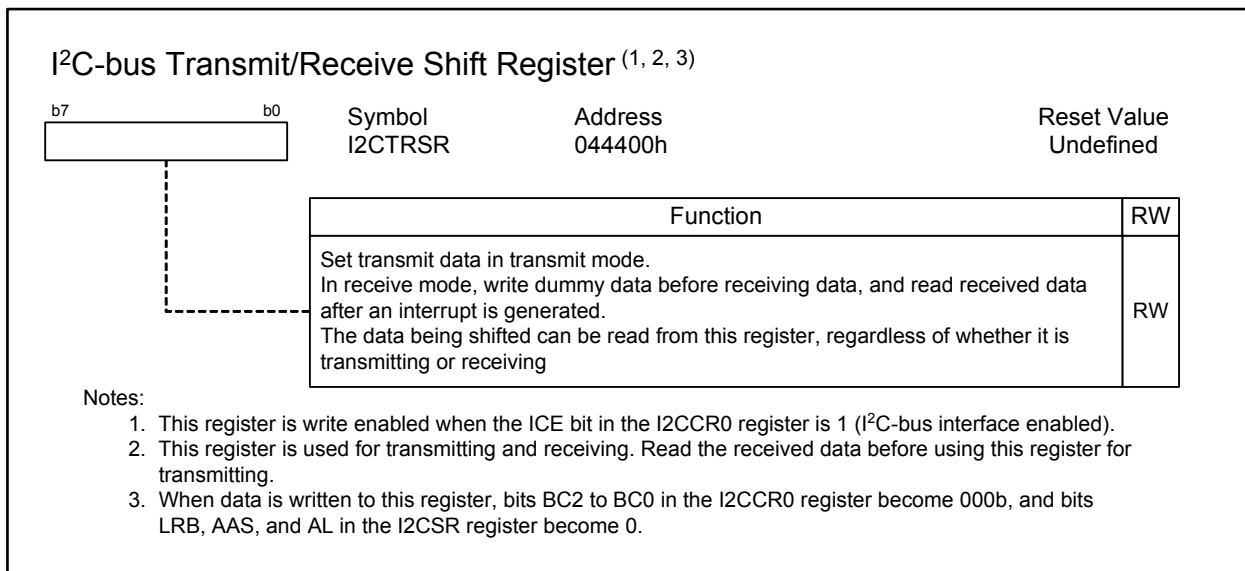 I²C-bus Transmit/Receive Shift Register (1, 2, 3)
b7 b0
Symbol Address Reset Value
I2CTRSR 044400h Undefined
Function RW
Set transmit data in transmit mode.
In receive mode, write dummy data before receiving data, and read received data
after an interrupt is generated.
The data being shifted can be read from this register, regardless of whether it is
transmitting or receiving
RW
Notes:
1. This register is write enabled when the ICE bit in the I2CCR0 register is 1 (I²C-bus interface enabled).
2. This register is used for transmitting and receiving. Read the received data before using this register for
transmitting.
3. When data is written to this register, bits BC2 to BC0 in the I2CCR0 register become 000b, and bits
LRB, AAS, and AL in the I2CSR register become 0.